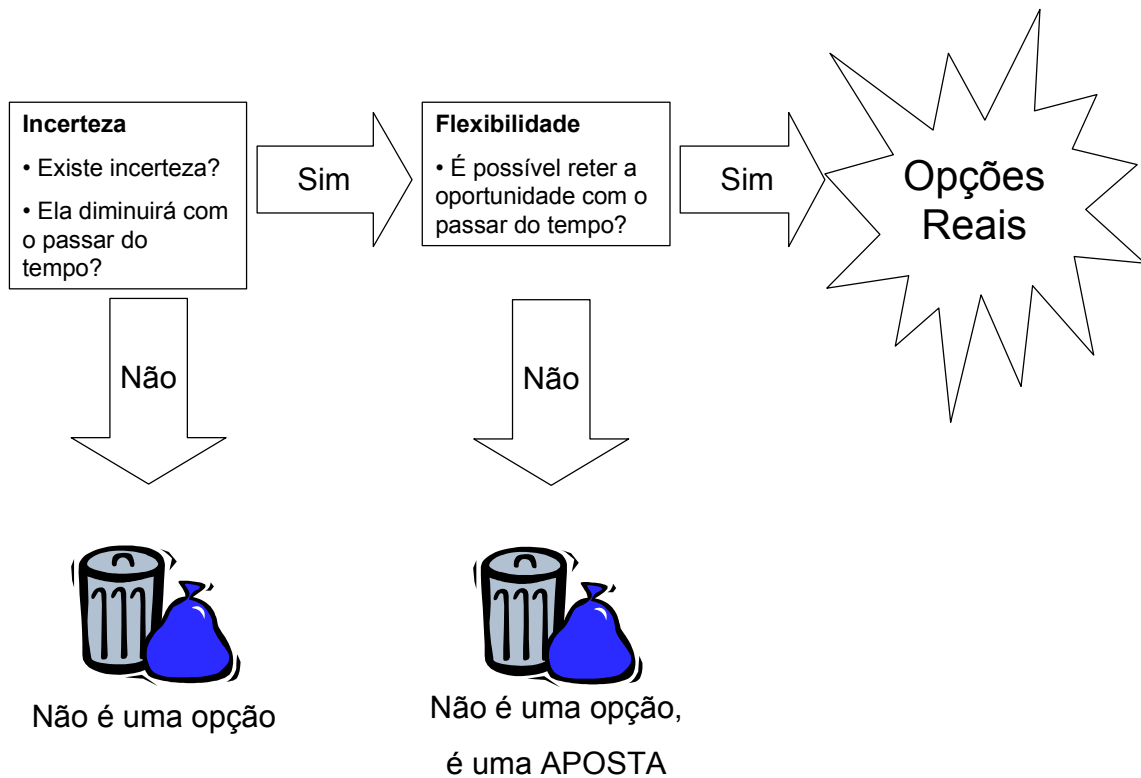 Incerteza
• Existe incerteza?
• Ela diminuirá com
o passar do
tempo?
Sim
Flexibilidade
• É possível reter a
oportunidade com o
passar do tempo?
Sim
Opções
Reais
Não
Não
Não é uma opção
Não é uma opção,
é uma APOSTA